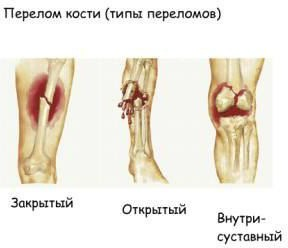 Перелом кости (типы переломов)
Закрытый
Открытый
Внутри-
суставный